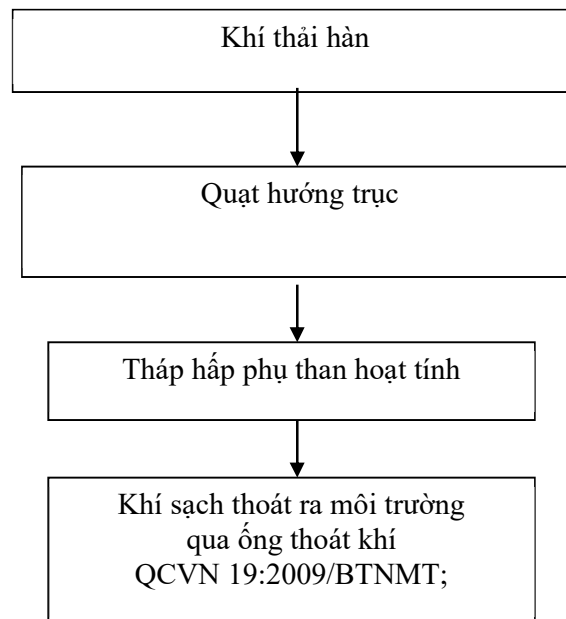 Khí thải hàn
Quạt hướng trục
Tháp hấp phụ than hoạt tính
Khí sạch thoát ra môi trường
qua ống thoát khí
QCVN 19:2009/BTNMT;